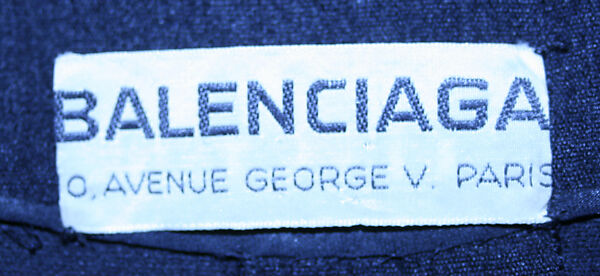 BALENCIAGA
0, AVENUE GEORGE V. PARIS